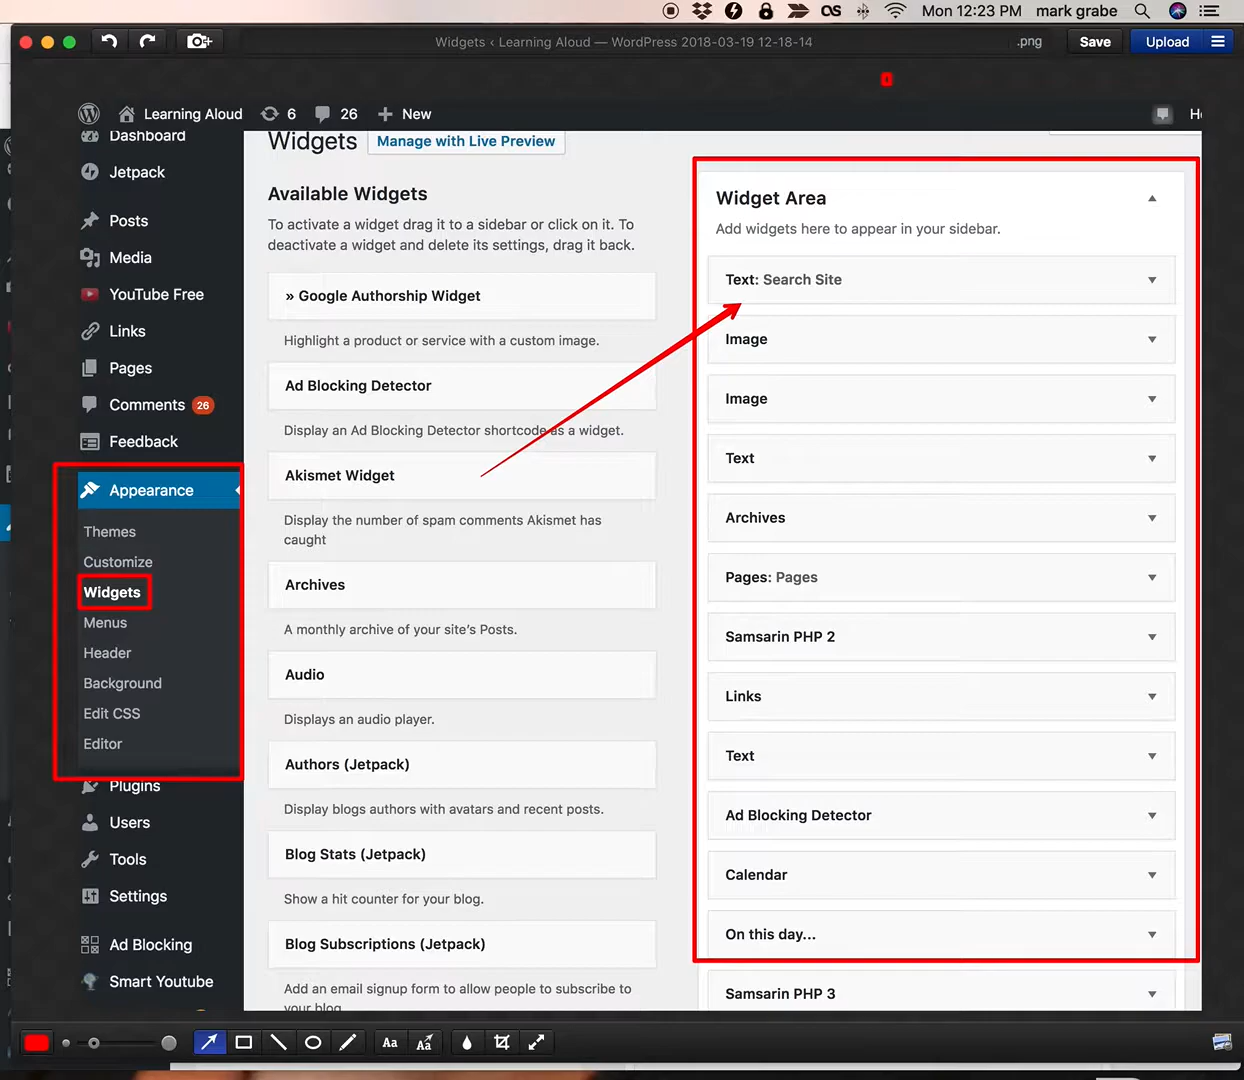 Mon 12:23 PM mark grabe
Widgets ‹ Learning Aloud — WordPress 2018-03-19 12-18-14
.png
Save
Upload
Learning Aloud
6
26
New
Dashboard
Jetpack
Posts
Media
YouTube Free
Links
Pages
Comments 26
Feedback
Appearance
Themes
Customize
Widgets
Menus
Header
Background
Edit CSS
Editor
Plugins
Users
Tools
Settings
Ad Blocking
Smart Youtube
Widgets
Manage with Live Preview
Available Widgets
To activate a widget drag it to a sidebar or click on it. To
deactivate a widget and delete its settings, drag it back.
» Google Authorship Widget
Highlight a product or service with a custom image.
Ad Blocking Detector
Display an Ad Blocking Detector shortcode as a widget.
Akismet Widget
Display the number of spam comments Akismet has
caught
Archives
A monthly archive of your site's Posts.
Audio
Displays an audio player.
Authors (Jetpack)
Display blogs authors with avatars and recent posts.
Blog Stats (Jetpack)
Show a hit counter for your blog.
Blog Subscriptions (Jetpack)
Add an email signup form to allow people to subscribe to
your blog
Widget Area
Add widgets here to appear in your sidebar.
Text: Search Site
Image
Image
Text
Archives
Pages: Pages
Samsarin PHP 2
Links
Text
Ad Blocking Detector
Calendar
On this day...
Samsarin PHP 3
Aa
Aa